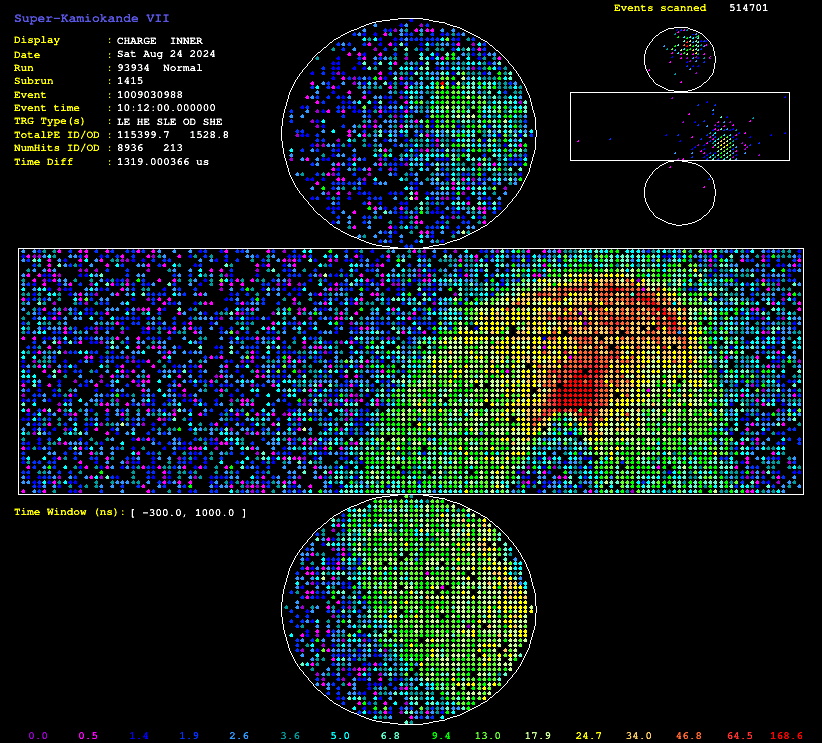 Super-Kamiokande VII
Events scanned 514701
Display : CHARGE INNER
Date : Sat Aug 24 2024
Run : 93934 Normal
Subrun : 1415
Event : 1009030988
Event time : 10:12:00.000000
TRG Type(s) : LE HE SLE OD SHE
TotalPE ID/OD : 115399.7 1528.8
NumHits ID/OD : 8936 213
Time Diff : 1319.000366 us
Time Window (ns): [ -300.0, 1000.0 ]
0.0 0.5 1.4 1.9 2.6 3.6 5.0 6.8 9.4 13.0 17.9 24.7 34.0 46.8 64.5 168.6